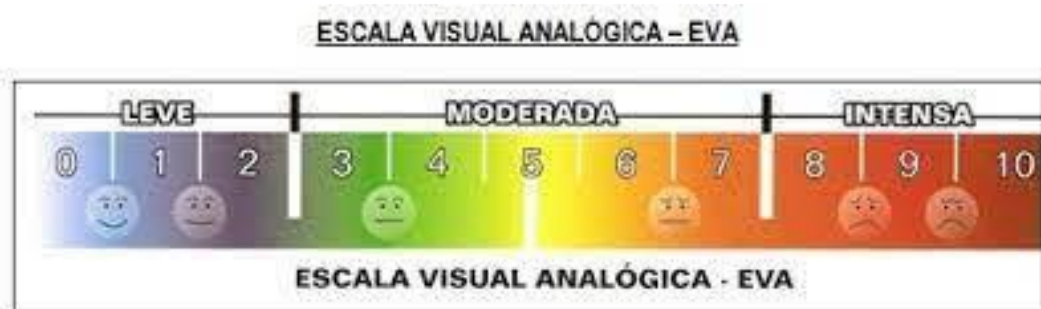 ESCALA VISUAL ANALÓGICA – EVA
LEVE MODERADA INTENSA
0 1 2 3 4 5 6 7 8 9 10
ESCALA VISUAL ANALÓGICA - EVA